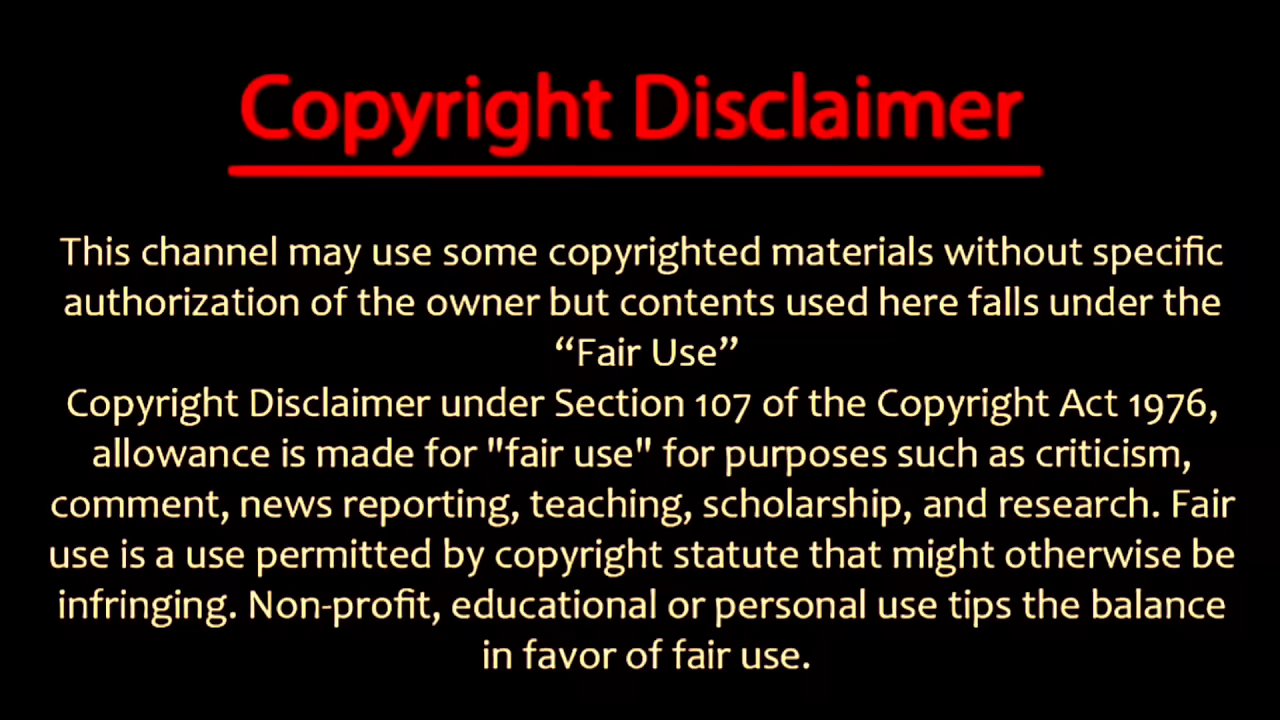 Copyright Disclaimer
This channel may use some copyrighted materials without specific
authorization of the owner but contents used here falls under the
“Fair Use”
Copyright Disclaimer under Section 107 of the Copyright Act 1976,
allowance is made for "fair use" for purposes such as criticism,
comment, news reporting, teaching, scholarship, and research. Fair
use is a use permitted by copyright statute that might otherwise be
infringing. Non-profit, educational or personal use tips the balance
in favor of fair use.